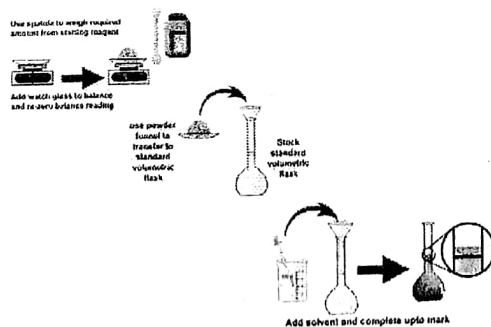 Use spatula to weigh required
amount from starting reagent
Add watch glass to balance
and re-zero balance reading
use powder
funnel to
transfer to
standard
volumetric
flask
Stock
standard
volumetric
flask
Add solvent and complete upto mark